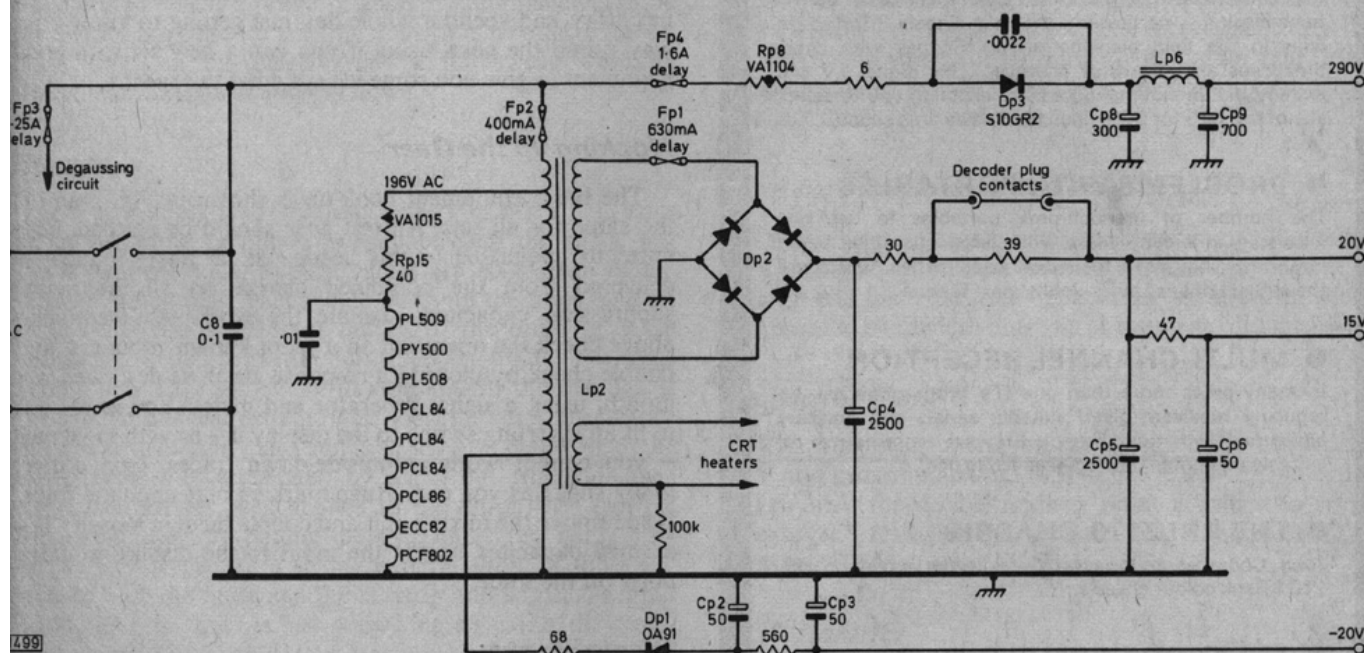 Fp3
·25A
delay
Degaussing
circuit
C8
0·1
·01
196V AC
VA1015
Rp15
40
PL509
PY500
PL508
PCL84
PCL84
PCL84
PCL86
ECC82
PCF802
Fp2
400mA
delay
Lp2
Fp4
1·6A
delay
Fp1
630mA
delay
Rp8
VA1104
6
·0022
Dp3
S10GR2
Lp6
290V
Cp8
300
Cp9
700
Decoder plug
contacts
Dp2
30
39
20V
47
15V
Cp4
2500
Cp5
2500
Cp6
50
CRT
heaters
100k
Cp2
50
Cp3
50
68
Dp1
OA91
560
-20V
499